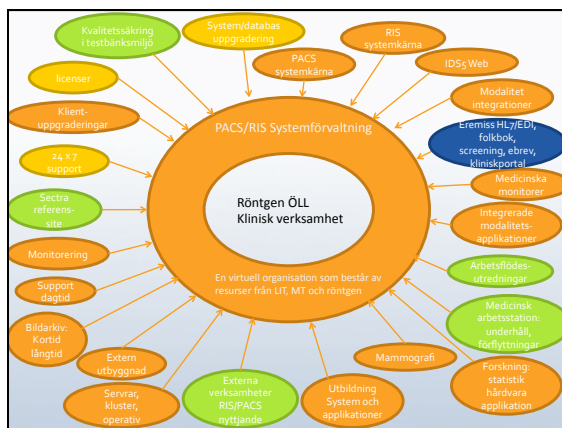 Kvalitetssäkring
i testbänksmiljö
System/databas
uppgradering
PACS
systemkärna
RIS
systemkärna
IDS5 Web
licenser
Modalitet
integrationer
Klient-
uppgraderingar
PACS/RIS Systemförvaltning
Eremiss HL7/EDI,
folkbok,
screening, ebrev,
kliniskportal
24 x 7
support
Medicinska
monitorer
Röntgen ÖLL
Klinisk verksamhet
Sectra
referens-
site
Integrerade
modalitets-
applikationer
Monitorering
Arbetsflödes-
utredningar
En virtuell organisation som består av
resurser från LIT, MT och röntgen
Support
dagtid
Medicinsk
arbetsstation:
underhåll,
förflyttningar
Bildarkiv:
Kortid
långtid
Extern
utbyggnad
Mammografi
Forskning:
statistik
hårdvara
applikation
Servrar,
kluster,
operativ
Externa
verksamheter
RIS/PACS
nyttjande
Utbildning
System och
applikationer